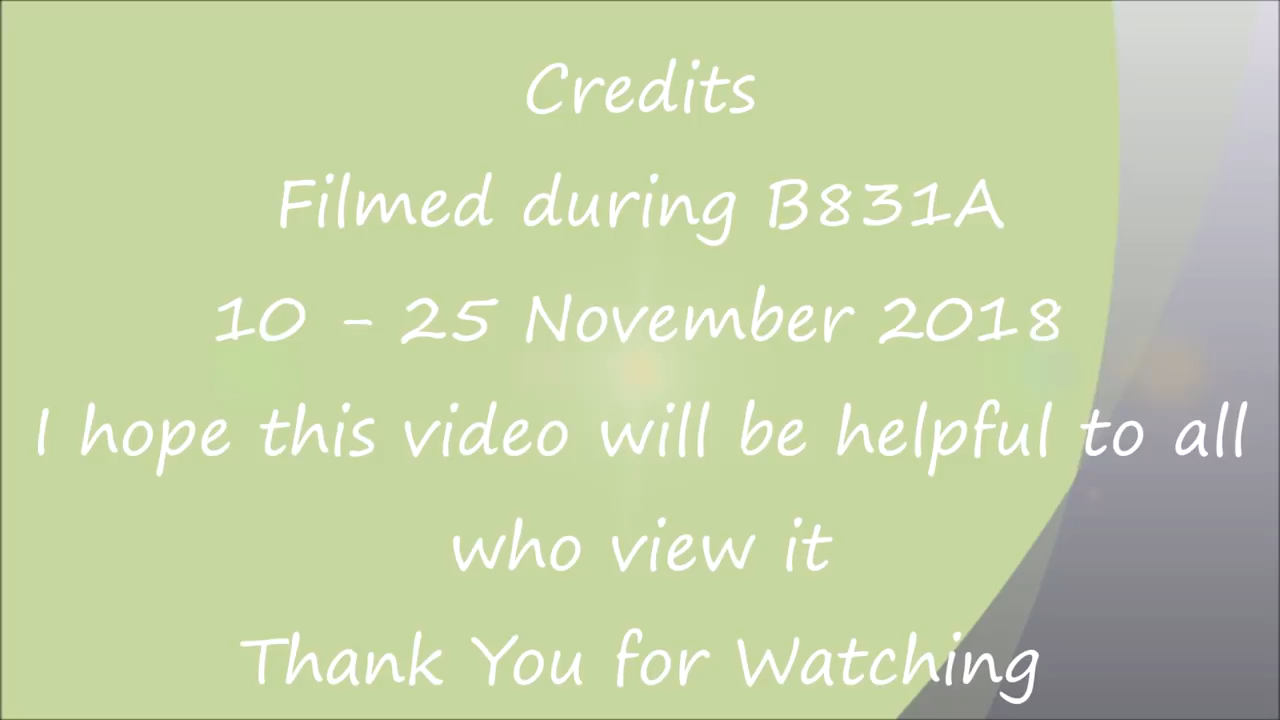 Credits
Filmed during B831A
10 - 25 November 2018
I hope this video will be helpful to all
who view it
Thank You for Watching